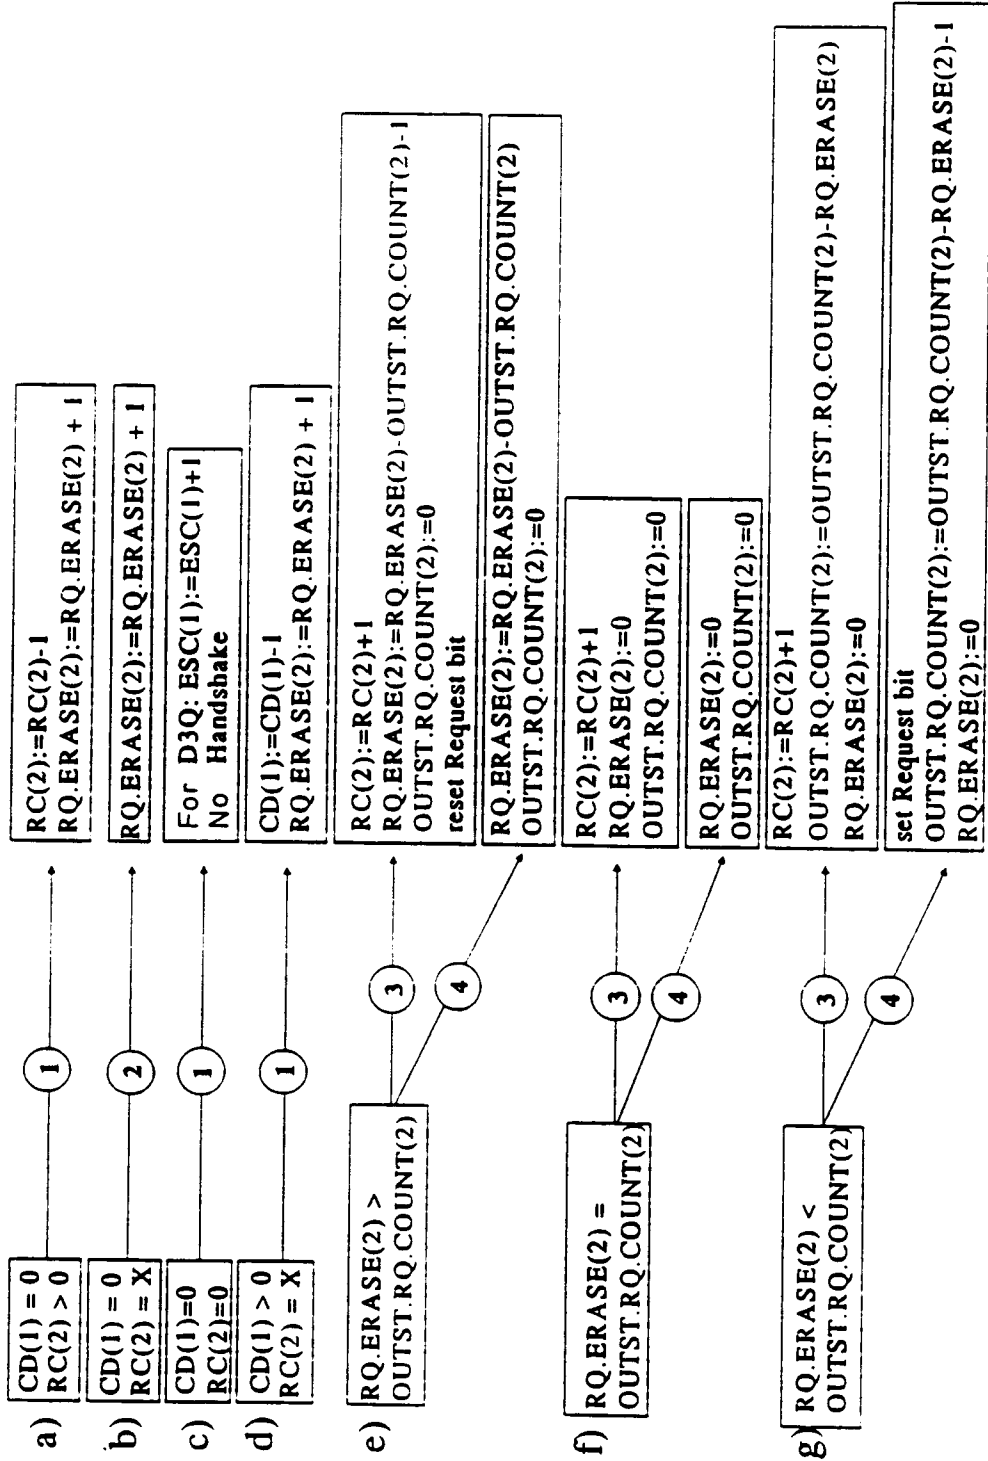 a)
CD(1) = 0
RC(2) > 0
1
RC(2):=RC(2)-1
RQ.ERASE(2):=RQ.ERASE(2) + 1
b)
CD(1) = 0
RC(2) = X
2
RQ.ERASE(2):=RQ.ERASE(2) + 1
c)
CD(1)=0
RC(2)=0
1
For D3Q: ESC(1):=ESC(1)+1
No Handshake
d)
CD(1) > 0
RC(2) = X
1
CD(1):=CD(1)-1
RQ.ERASE(2):=RQ.ERASE(2) + 1
e)
RQ.ERASE(2) >
OUTST.RQ.COUNT(2)
3
RC(2):=RC(2)+1
RQ.ERASE(2):=RQ.ERASE(2)-OUTST.RQ.COUNT(2)-1
OUTST.RQ.COUNT(2):=0
reset Request bit
4
RQ.ERASE(2):=RQ.ERASE(2)-OUTST.RQ.COUNT(2)
OUTST.RQ.COUNT(2):=0
f)
RQ.ERASE(2) =
OUTST.RQ.COUNT(2)
3
RC(2):=RC(2)+1
RQ.ERASE(2):=0
OUTST.RQ.COUNT(2):=0
4
RQ.ERASE(2):=0
OUTST.RQ.COUNT(2):=0
g)
RQ.ERASE(2) <
OUTST.RQ.COUNT(2)
3
RC(2):=RC(2)+1
OUTST.RQ.COUNT(2):=OUTST.RQ.COUNT(2)-RQ.ERASE(2)
RQ.ERASE(2):=0
4
set Request bit
OUTST.RQ.COUNT(2):=OUTST.RQ.COUNT(2)-RQ.ERASE(2)-1
RQ.ERASE(2):=0